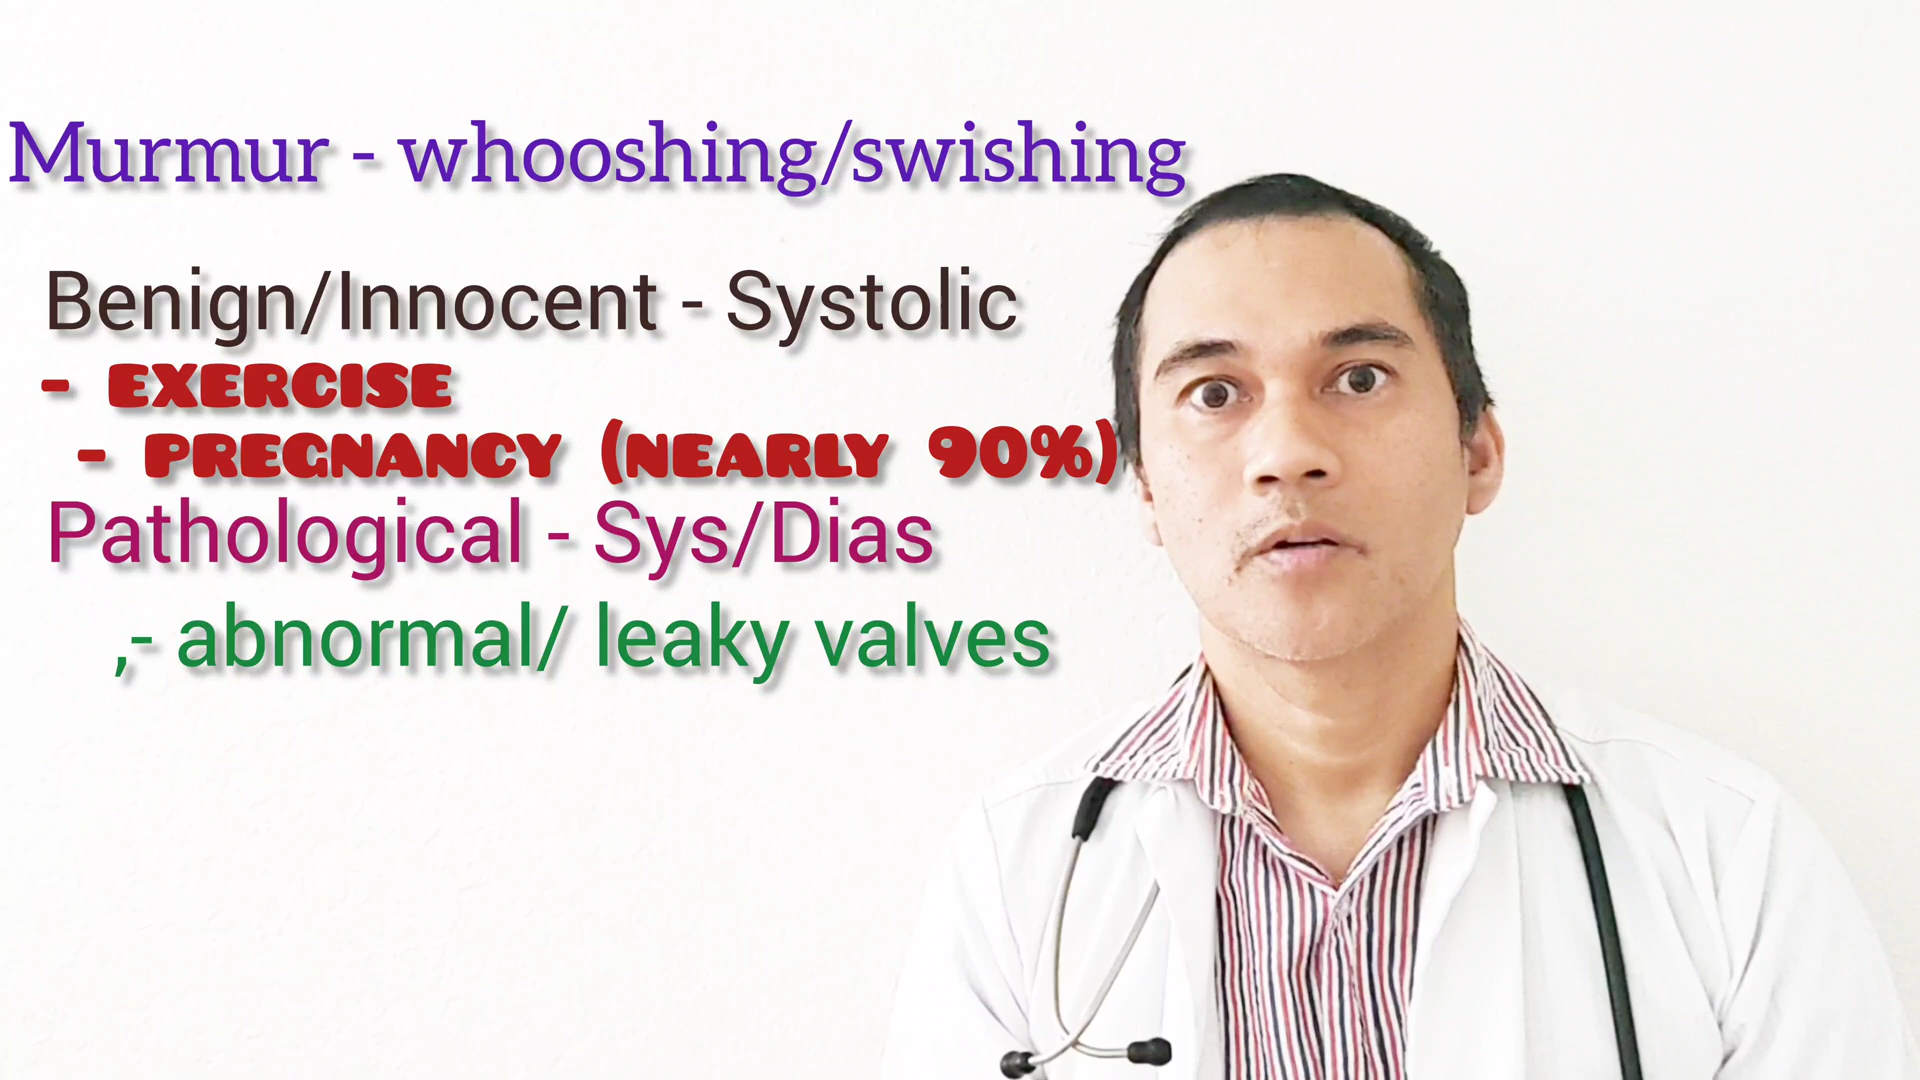 Murmur - whooshing/swishing
Benign/Innocent - Systolic
- EXERCISE
- PREGNANCY (NEARLY 90%)
Pathological - Sys/Dias
,- abnormal/ leaky valves